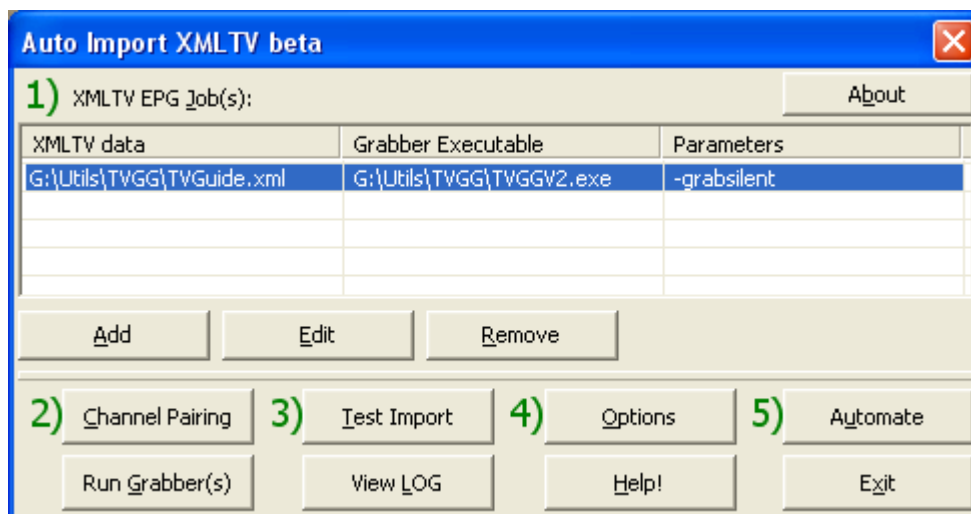 Auto Import XMLTV beta
1) XMLTV EPG Job(s): About
XMLTV data Grabber Executable Parameters
G:\Utils\TVGG\TVGuide.xml G:\Utils\TVGG\TVGGV2.exe -grabsilent
Add Edit Remove
2) Channel Pairing 3) Test Import 4) Options 5) Automate
Run Grabber(s) View LOG Help! Exit